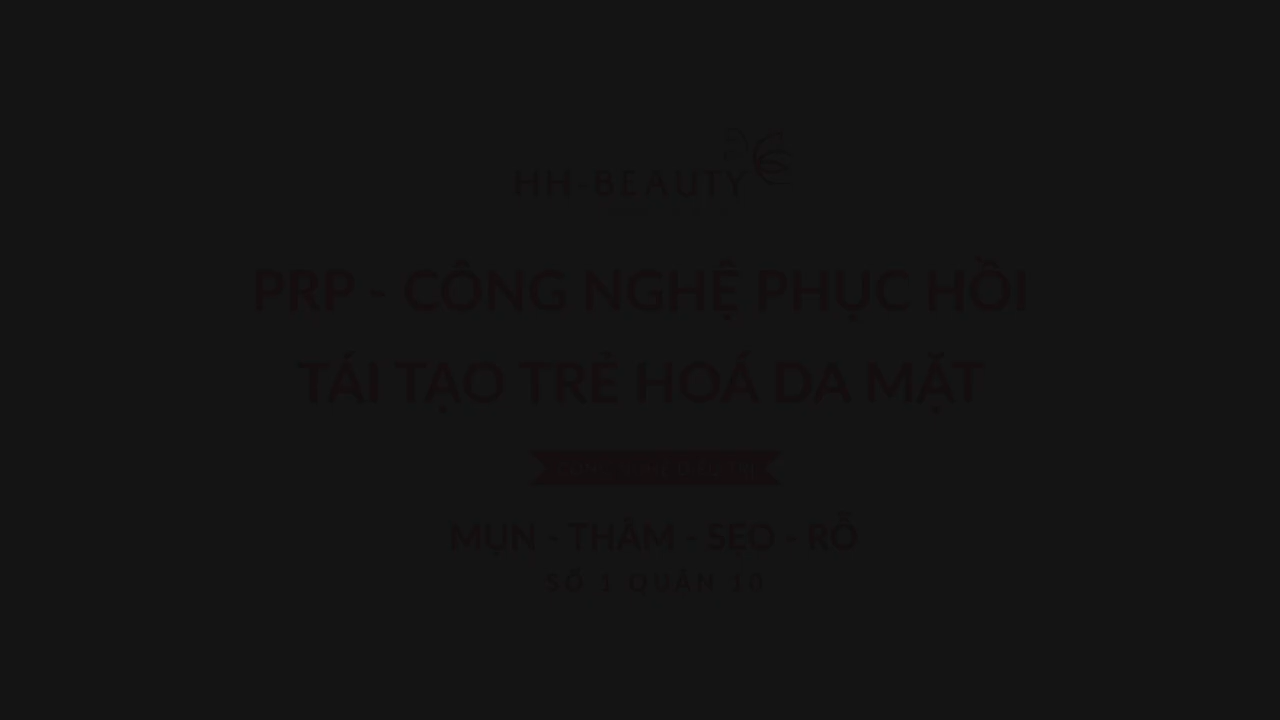 HH-BEAUTY
PRP - CÔNG NGHỆ PHỤC HỒI
TÁI TẠO TRẺ HOÁ DA MẶT
MỤN - THÂM - SẸO - RỖ
SỐ 1 QUẬN 10